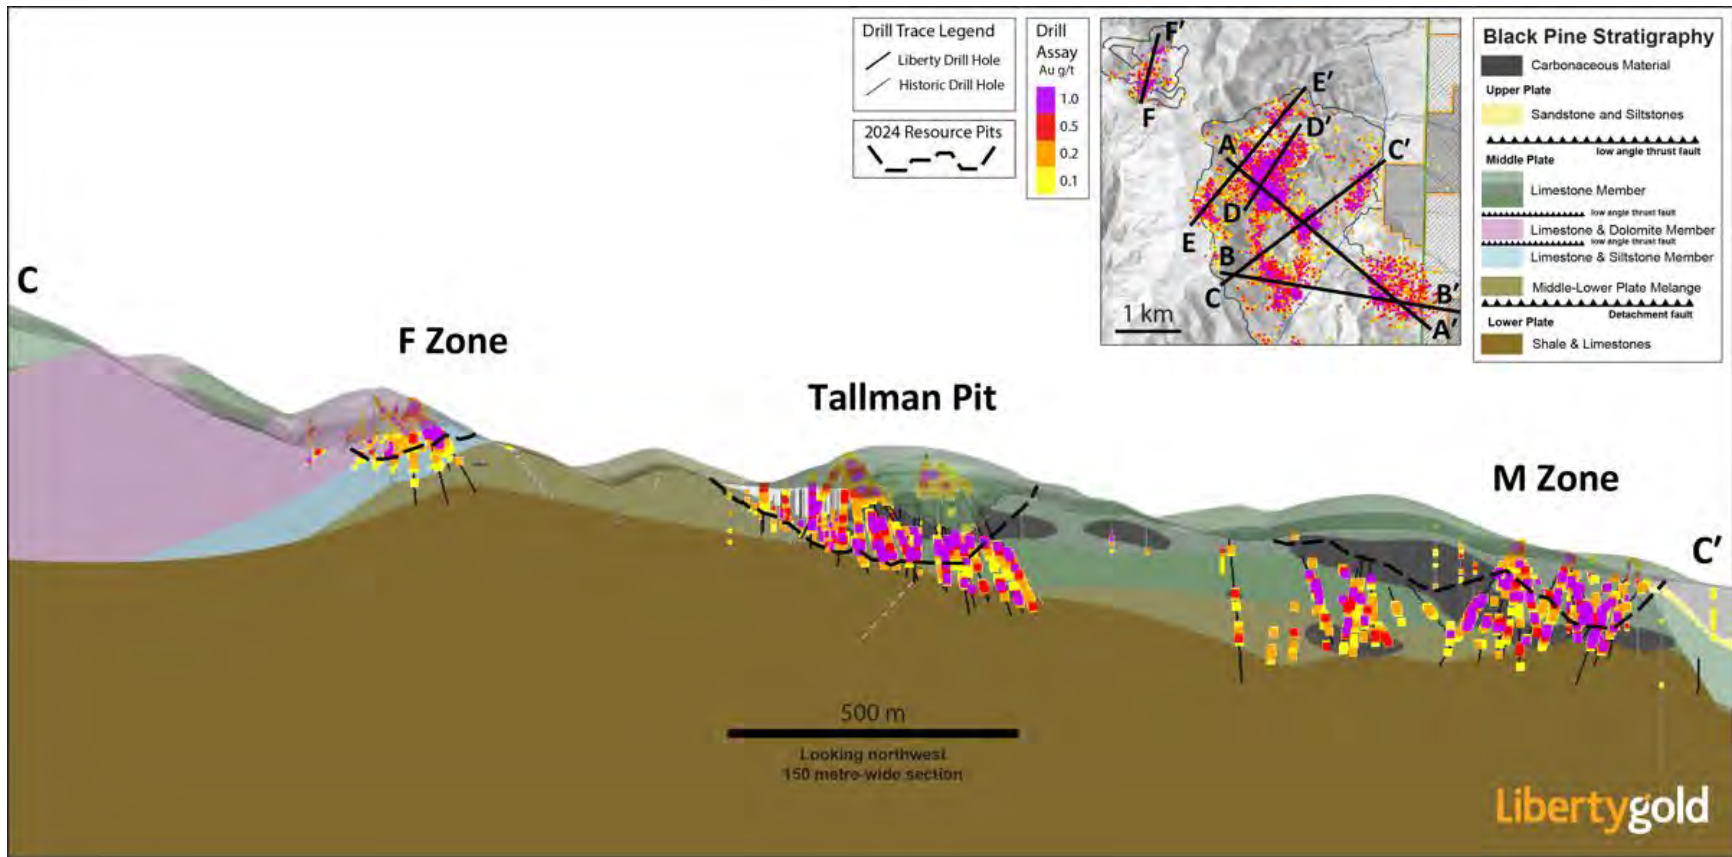 Drill Trace Legend
Liberty Drill Hole
Historic Drill Hole
2024 Resource Pits
Drill
Assay
Au g/t
1.0
0.5
0.2
0.1
F'
F
E'
D'
A
C'
D
E
B
C
B'
A'
1 km
Black Pine Stratigraphy
Carbonaceous Material
Upper Plate
Sandstone and Siltstones
low angle thrust fault
Middle Plate
Limestone Member
low angle thrust fault
Limestone & Dolomite Member
low angle thrust fault
Limestone & Siltstone Member
Middle-Lower Plate Melange
Detachment fault
Lower Plate
Shale & Limestones
C
F Zone
Tallman Pit
M Zone
C'
500 m
Looking northwest
150 metre-wide section
Libertygold